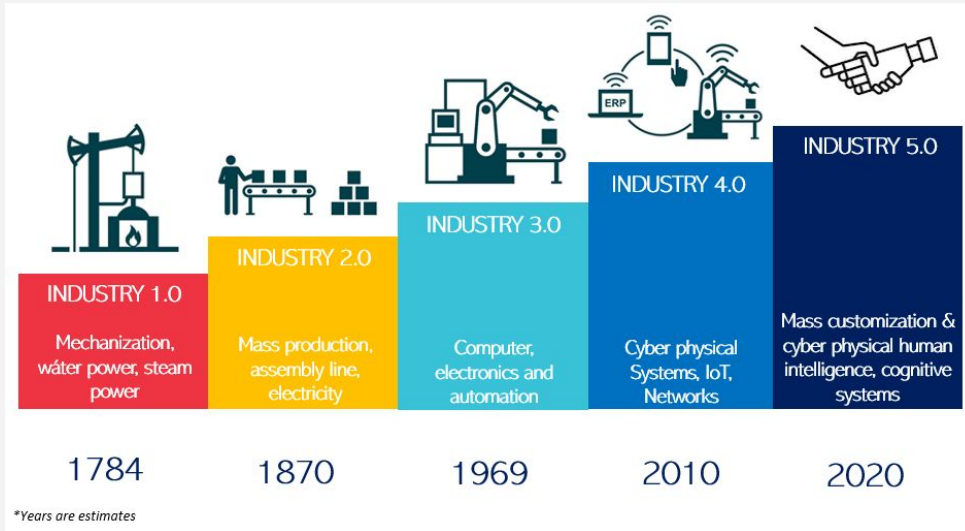 ERP
INDUSTRY 1.0
Mechanization,
wáter power, steam
power
INDUSTRY 2.0
Mass production,
assembly line,
electricity
INDUSTRY 3.0
Computer,
electronics and
automation
INDUSTRY 4.0
Cyber physical
Systems, IoT,
Networks
INDUSTRY 5.0
Mass customization &
cyber physical human
intelligence, cognitive
systems
1784
1870
1969
2010
2020
*Years are estimates